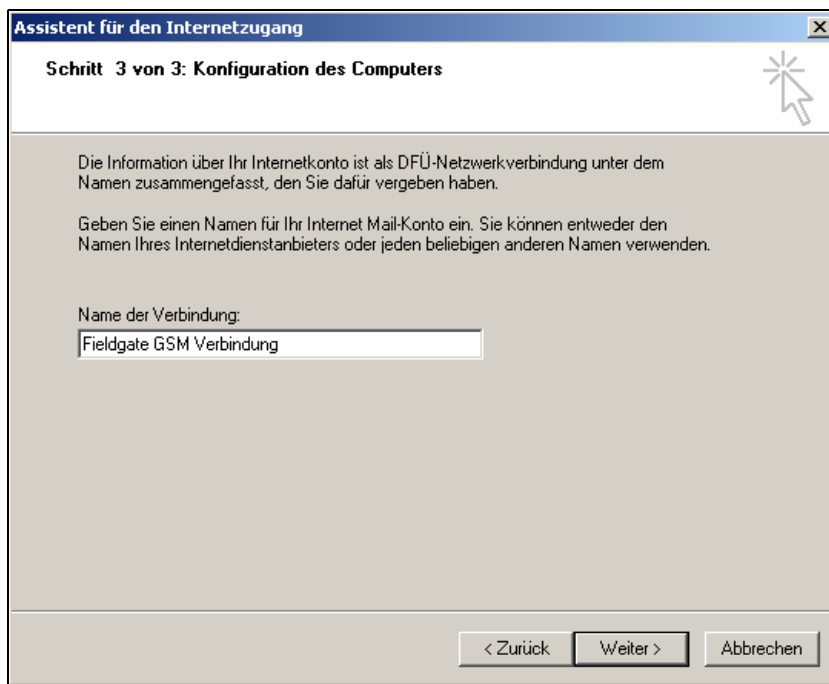 Assistent für den Internetzugang
Schritt 3 von 3: Konfiguration des Computers
Die Information über Ihr Internetkonto ist als DFÜ-Netzwerkverbindung unter dem
Namen zusammengefasst, den Sie dafür vergeben haben.
Geben Sie einen Namen für Ihr Internet Mail-Konto ein. Sie können entweder den
Namen Ihres Internetdienstanbieters oder jeden beliebigen anderen Namen verwenden.
Name der Verbindung:
Fieldgate GSM Verbindung
< Zurück Weiter > Abbrechen